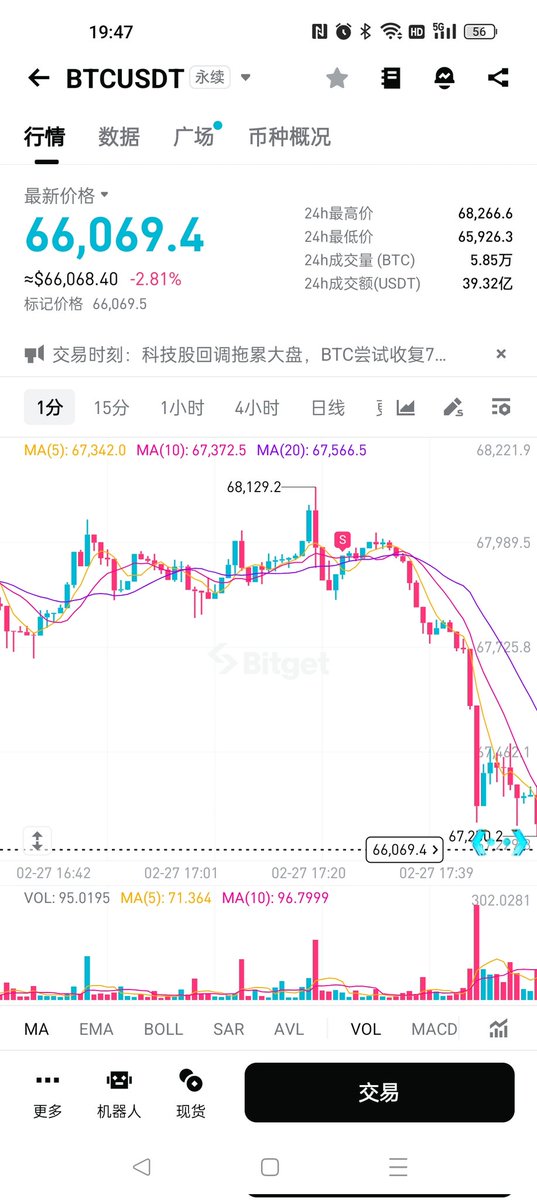 19:47 HD 5G 56
BTCUSDT 永续
行情 数据 广场 币种概况
最新价格
66,069.4
≈$66,068.40 -2.81%
标记价格 66,069.5
24h最高价 68,266.6
24h最低价 65,926.3
24h成交量 (BTC) 5.85万
24h成交额(USDT) 39.32亿
交易时刻：科技股回调拖累大盘，BTC尝试收复7...
1分 15分 1小时 4小时 日线
MA(5): 67,342.0 MA(10): 67,372.5 MA(20): 67,566.5
68,221.9
68,129.2
S
67,989.5
67,725.8
Bitget
67,462.1
66,069.4
02-27 16:42 02-27 17:01 02-27 17:20 02-27 17:39
VOL: 95.0195 MA(5): 71.364 MA(10): 96.7999
302.0281
MA EMA BOLL SAR AVL VOL MACD
更多 机器人 现货 交易